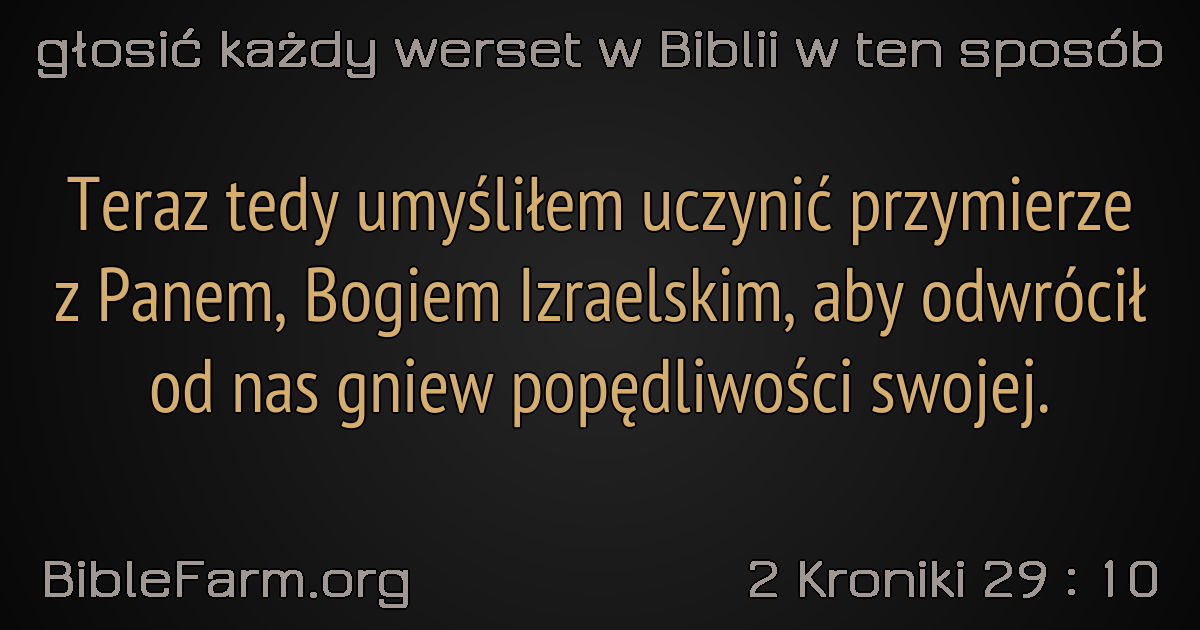 głosić każdy werset w Biblii w ten sposób
Teraz tedy umyśliłem uczynić przymierze
z Panem, Bogiem Izraelskim, aby odwrócił
od nas gniew popędliwości swojej.
BibleFarm.org
2 Kroniki 29 : 10